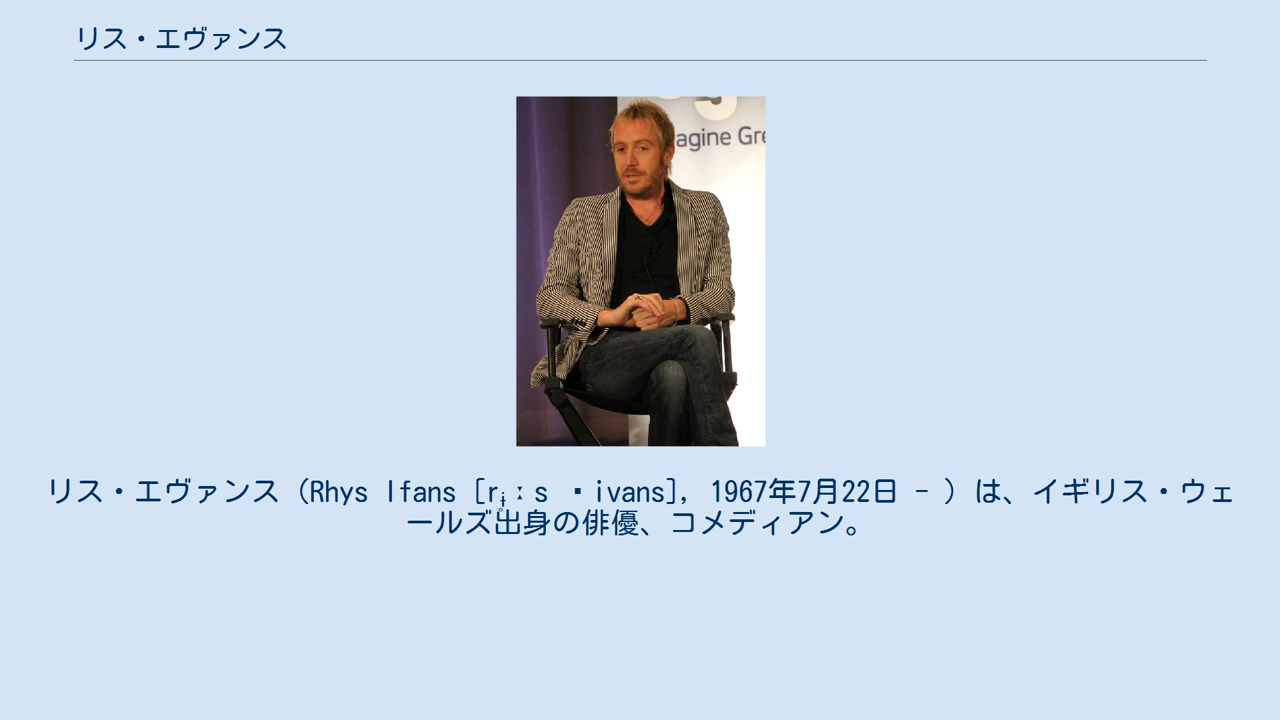 リス・エヴァンス
agine Gre
リス・エヴァンス（Rhys Ifans [r̥iːs ˈivans], 1967年7月22日 - ）は、イギリス・ウェ
ールズ出身の俳優、コメディアン。